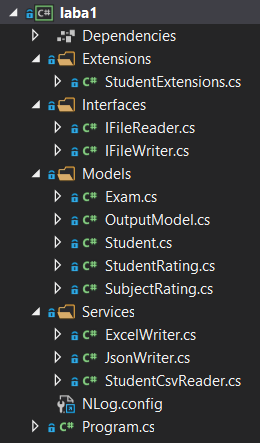 laba1
Dependencies
Extensions
C# StudentExtensions.cs
Interfaces
C# IFileReader.cs
C# IFileWriter.cs
Models
C# Exam.cs
C# OutputModel.cs
C# Student.cs
C# StudentRating.cs
C# SubjectRating.cs
Services
C# ExcelWriter.cs
C# JsonWriter.cs
C# StudentCsvReader.cs
NLog.config
C# Program.cs